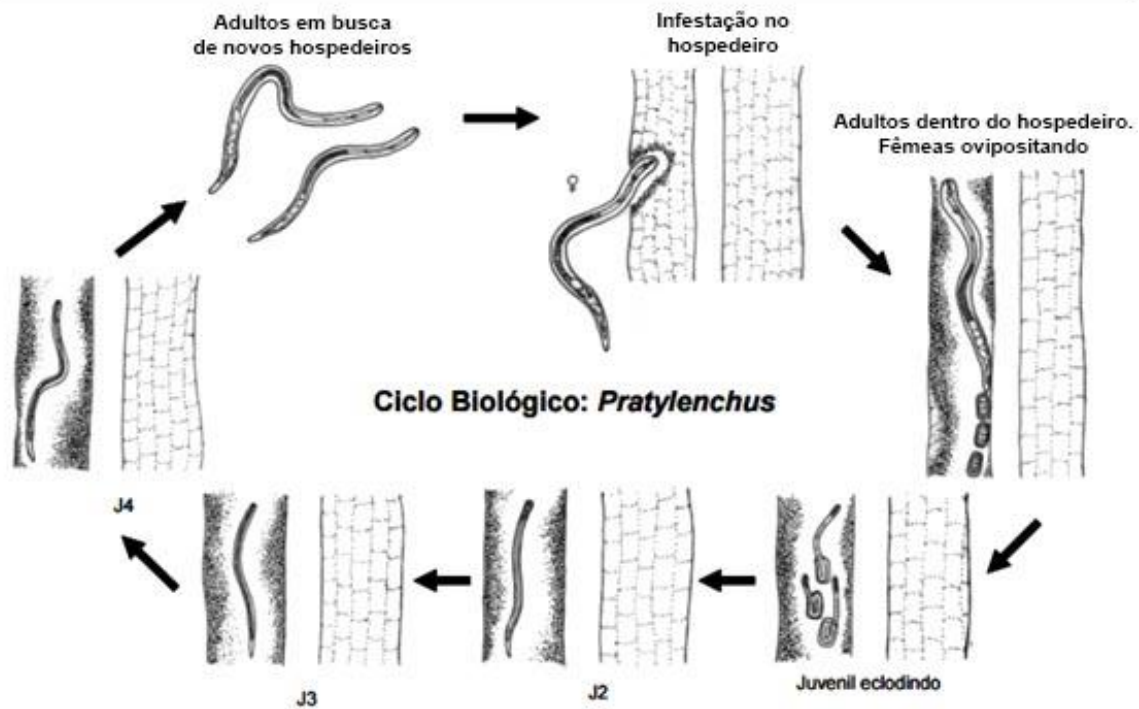 Adultos em busca
de novos hospedeiros
Infestação no
hospedeiro
Adultos dentro do hospedeiro.
Fêmeas ovipositando
♀
Ciclo Biológico: Pratylenchus
J4
J3
J2
Juvenil eclodindo